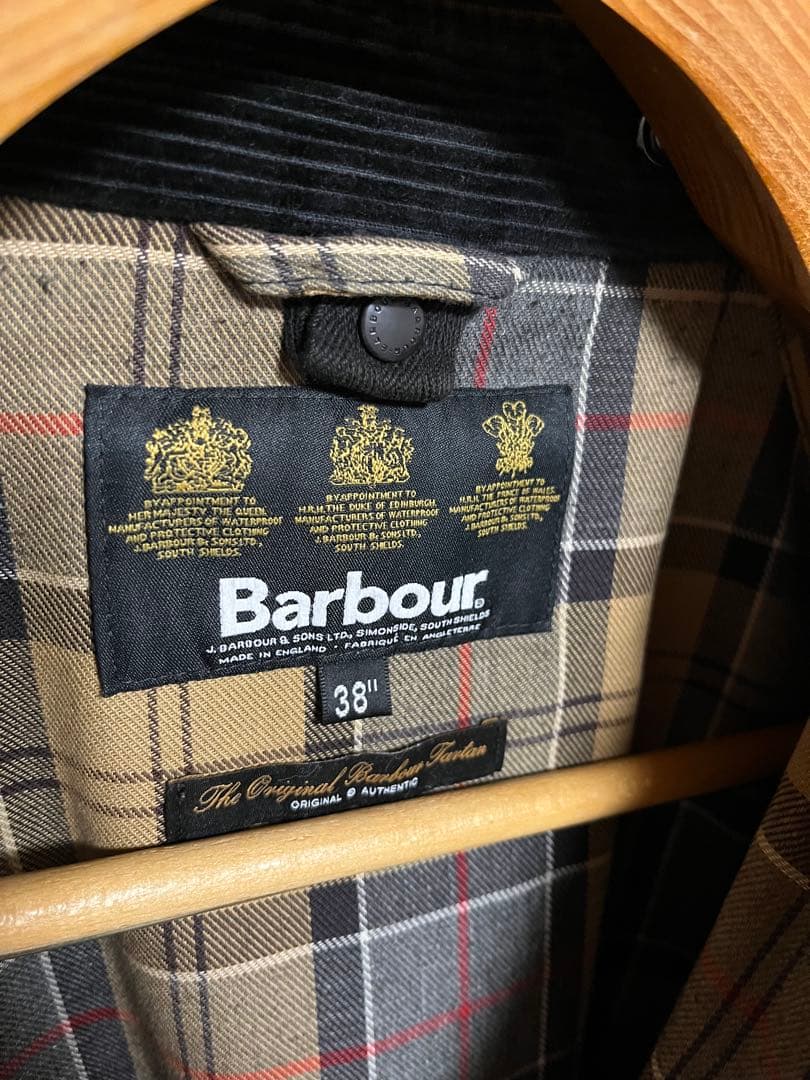 BY APPOINTMENT TO
HER MAJESTY THE QUEEN.
MANUFACTURERS OF WATERPROOF
AND PROTECTIVE CLOTHING
J. BARBOUR & SONS LTD,
SOUTH SHIELDS.
BY APPOINTMENT TO
H.R.H. THE DUKE OF EDINBURGH.
MANUFACTURERS OF WATERPROOF
AND PROTECTIVE CLOTHING
J. BARBOUR & SONS LTD.,
SOUTH SHIELDS.
BY APPOINTMENT TO
H.R.H. THE PRINCE OF WALES.
MANUFACTURERS OF WATERPROOF
AND PROTECTIVE CLOTHING
J. BARBOUR & SONS LTD,
SOUTH SHIELDS.
Barbour®
J. BARBOUR & SONS LTD, SIMONSIDE, SOUTH SHIELDS
MADE IN ENGLAND · FABRIQUÉ EN ANGLETERRE
38"
The Original Barbour Tartan
ORIGINAL & AUTHENTIC